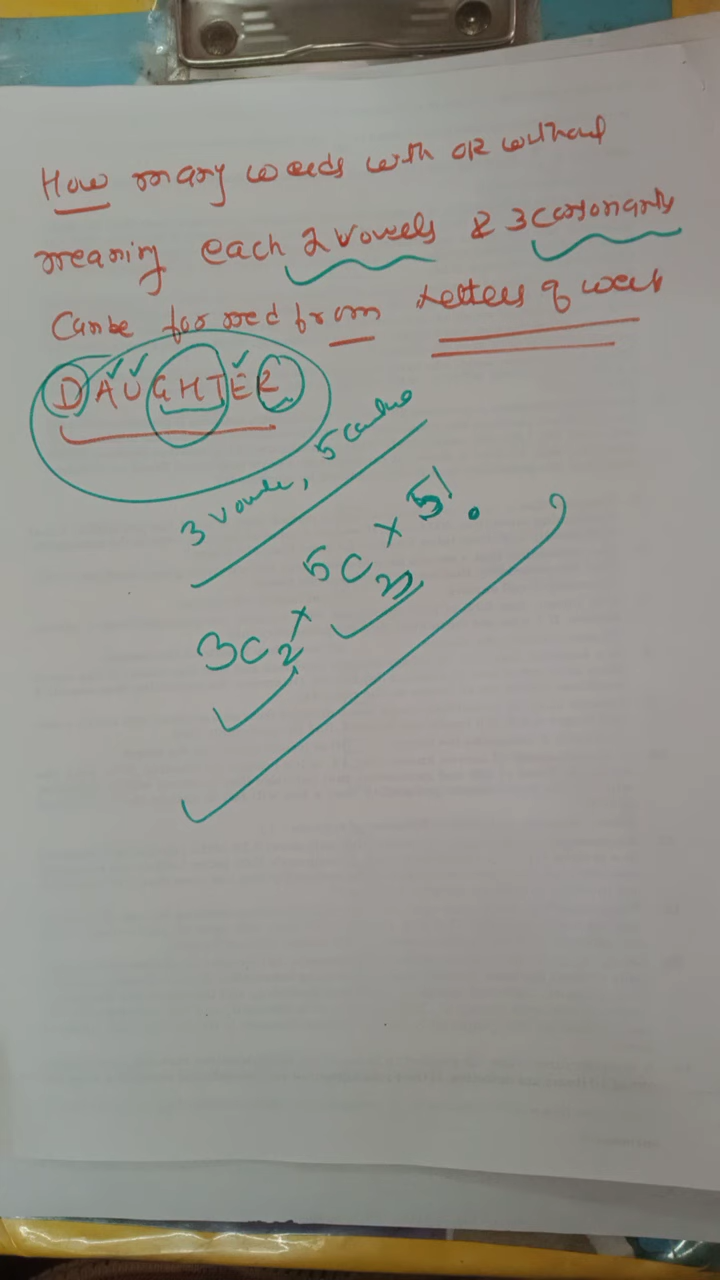 How many words with or without
meaning each 2 Vowels & 3 consonants
Can be formed from Letters of word
DAUGHTER
3 vowels, 5 conso
3C2 × 5C3 × 5!